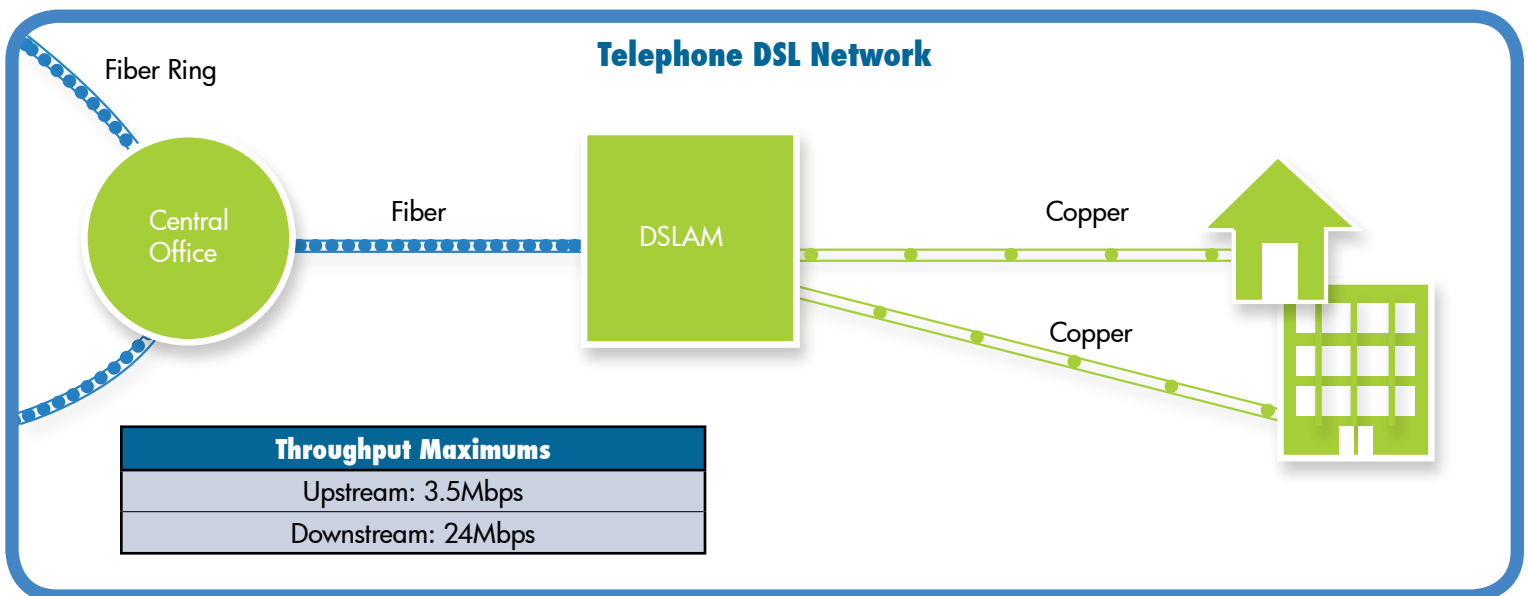 Telephone DSL Network
Fiber Ring
Central
Office
Fiber
DSLAM
Copper
Copper
Throughput Maximums
Upstream: 3.5Mbps
Downstream: 24Mbps